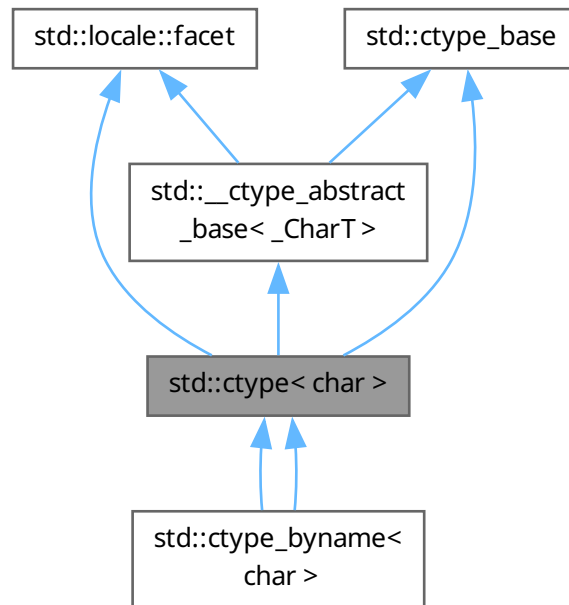 std::locale::facet
std::ctype_base
std::__ctype_abstract
_base< _CharT >
std::ctype< char >
std::ctype_byname<
char >